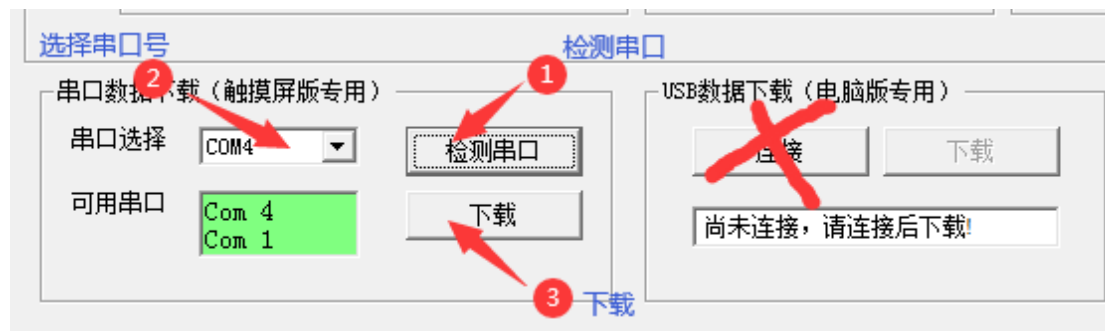 选择串口号
检测串口
串口数据下载（触摸屏版专用）
USB数据下载（电脑版专用）
2
1
串口选择
COM4
检测串口
连接
下载
可用串口
Com 4
Com 1
下载
尚未连接，请连接后下载!
3
下载